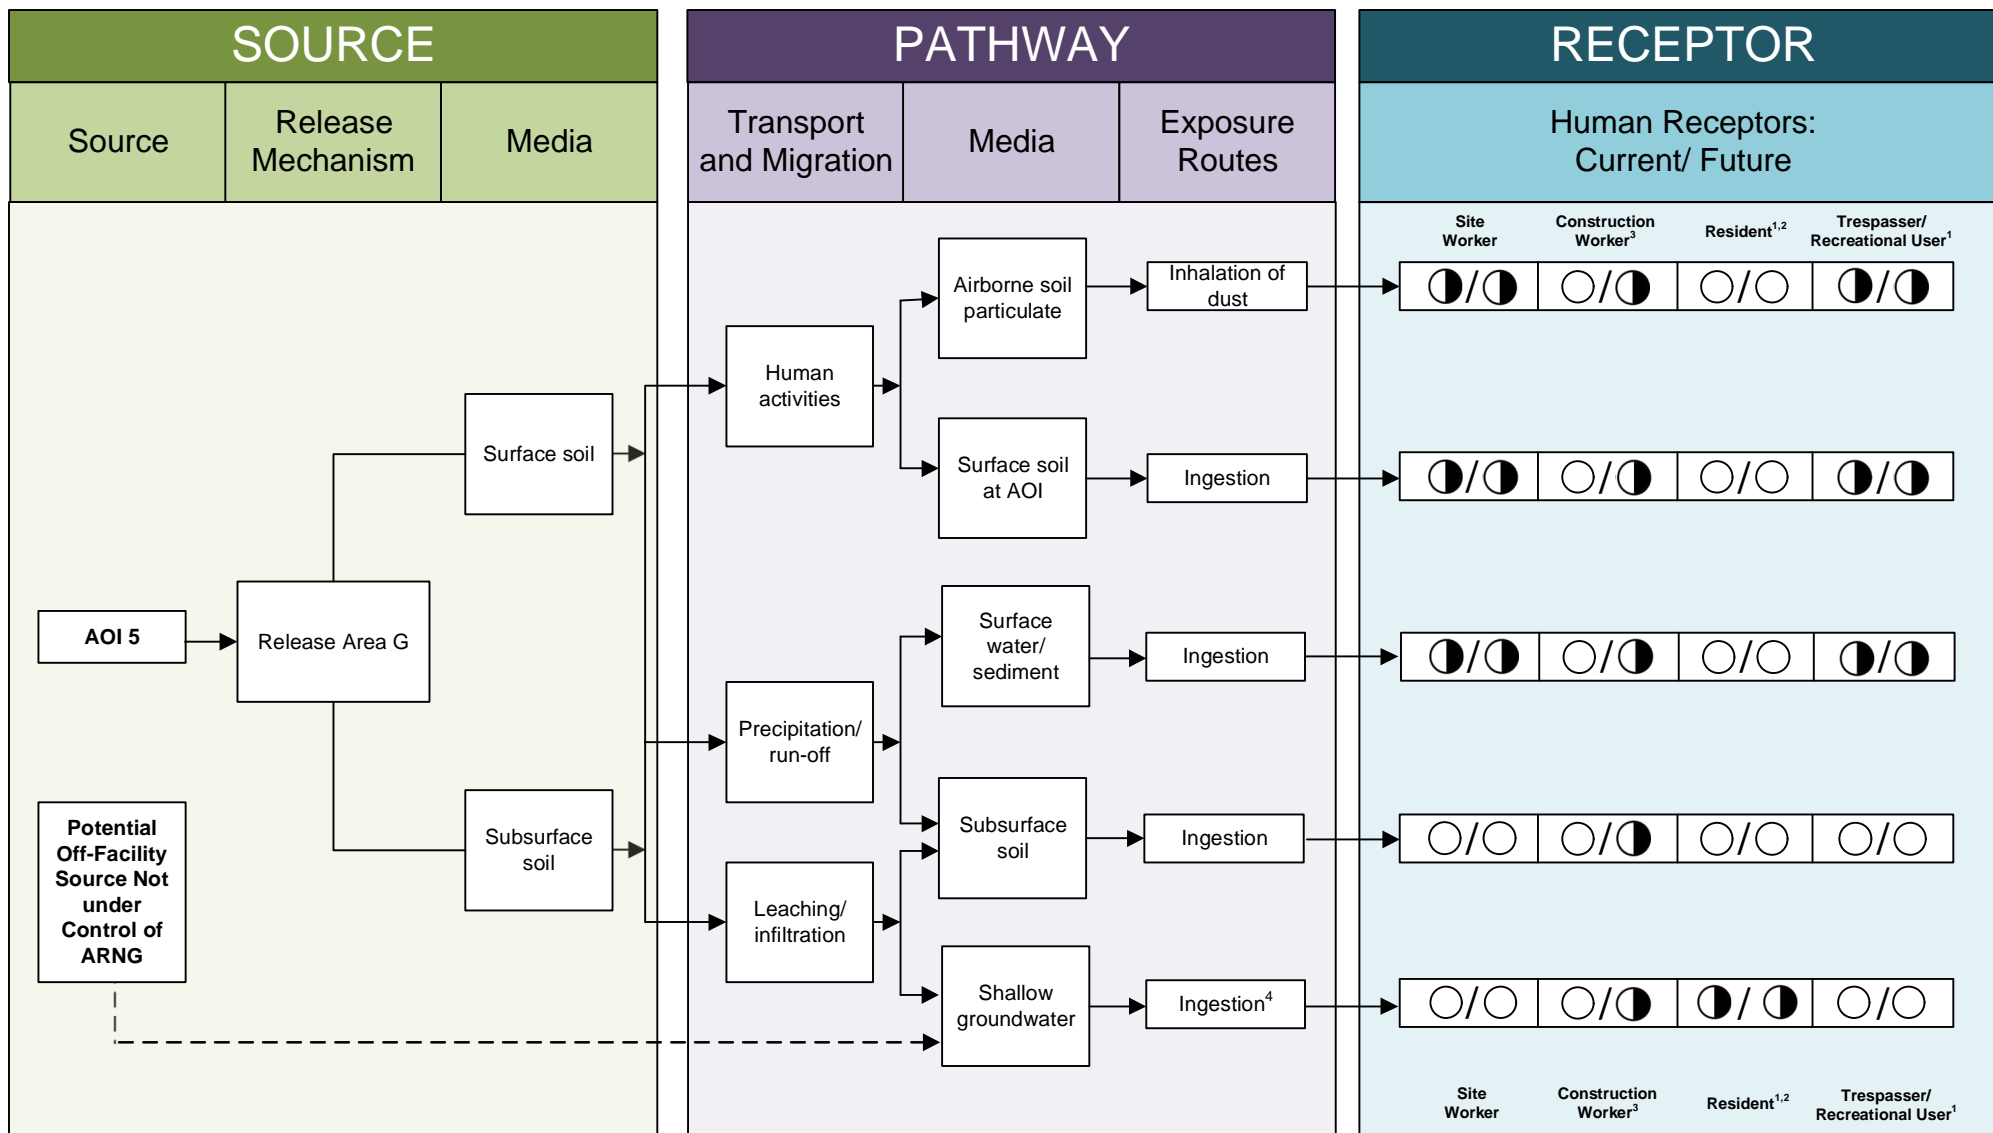 SOURCE
PATHWAY
RECEPTOR
Source
Release
Mechanism
Media
Transport
and Migration
Media
Exposure
Routes
Human Receptors:
Current/ Future
Site
Worker
Construction
Worker³
Resident¹,²
Trespasser/
Recreational User¹
Airborne soil
particulate
Inhalation of
dust
Human
activities
Surface soil
Surface soil
at AOI
Ingestion
AOI 5
Release Area G
Surface
water/
sediment
Ingestion
Precipitation/
run-off
Potential
Off-Facility
Source Not
under
Control of
ARNG
Subsurface
soil
Subsurface
soil
Ingestion
Leaching/
infiltration
Shallow
groundwater
Ingestion⁴
Site
Worker
Construction
Worker³
Resident¹,²
Trespasser/
Recreational User¹